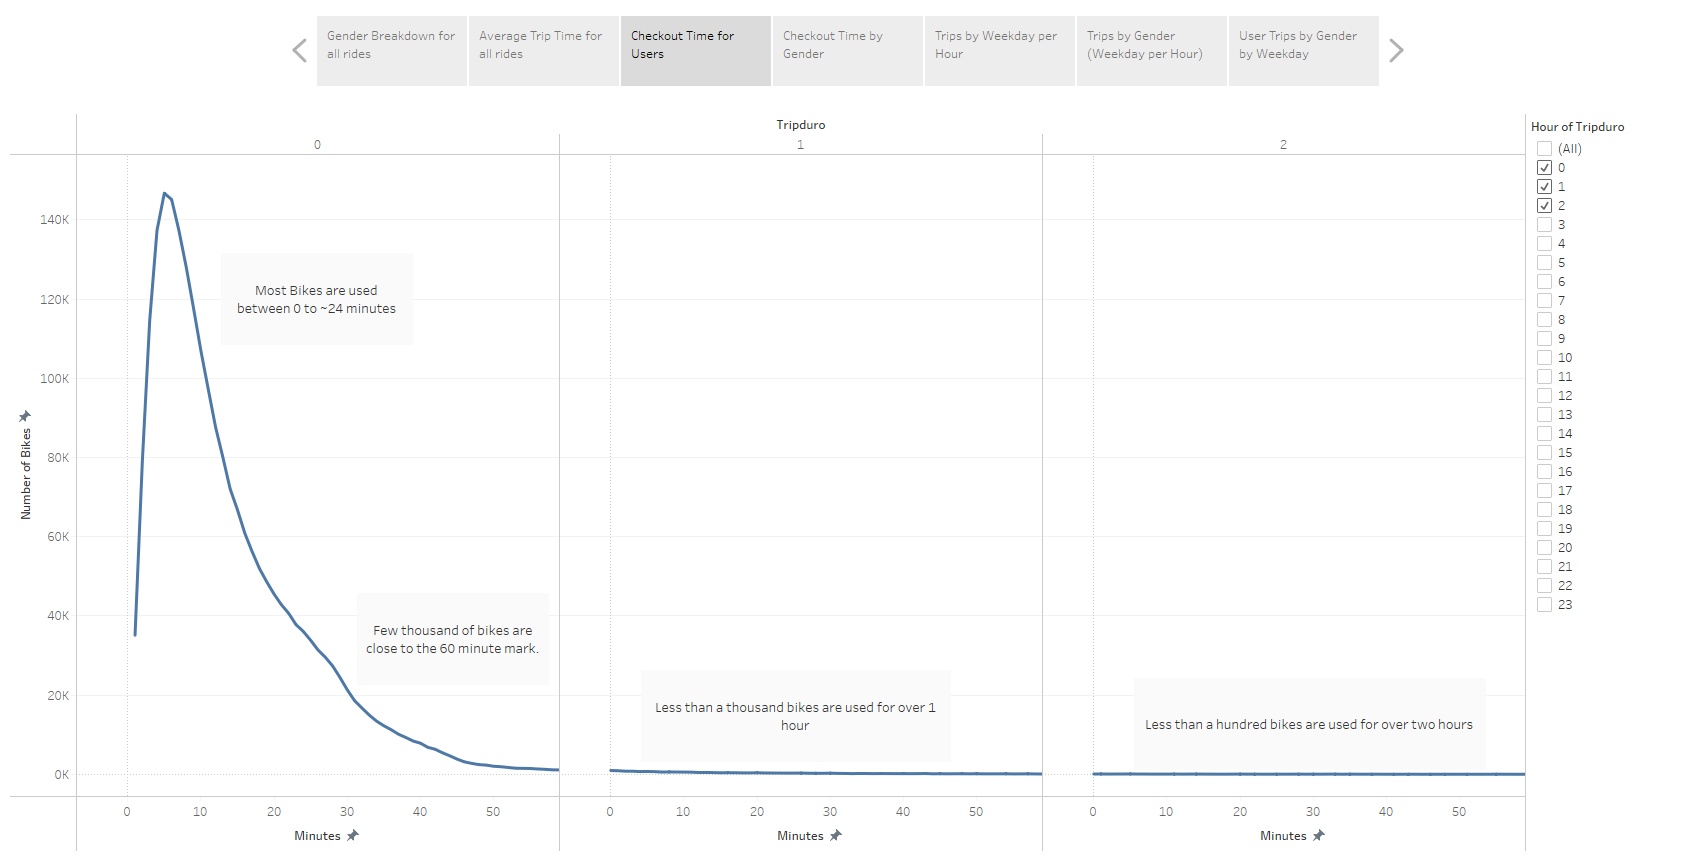 Gender Breakdown for
all rides
Average Trip Time for
all rides
Checkout Time for
Users
Checkout Time by
Gender
Trips by Weekday per
Hour
Trips by Gender
(Weekday per Hour)
User Trips by Gender
by Weekday
Tripduro
0 1 2
Number of Bikes
140K
120K
100K
80K
60K
40K
20K
0K
Most Bikes are used
between 0 to ~24 minutes
Few thousand of bikes are
close to the 60 minute mark.
Less than a thousand bikes are used for over 1
hour
Less than a hundred bikes are used for over two hours
0 10 20 30 40 50
Minutes
0 10 20 30 40 50
Minutes
0 10 20 30 40 50
Minutes
Hour of Tripduro
(All)
0
1
2
3
4
5
6
7
8
9
10
11
12
13
14
15
16
17
18
19
20
21
22
23